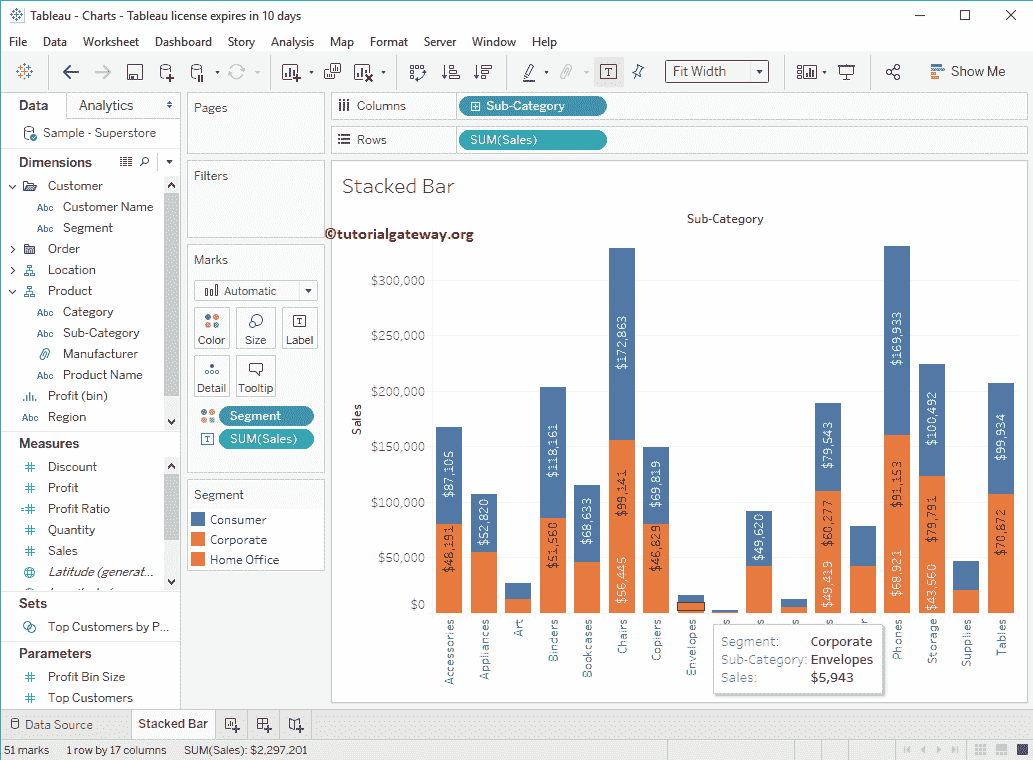 Tableau - Charts - Tableau license expires in 10 days
File Data Worksheet Dashboard Story Analysis Map Format Server Window Help
Fit Width
Show Me
Data Analytics
Sample - Superstore
Dimensions
Customer
Abc Customer Name
Abc Segment
Order
Location
Product
Abc Category
Abc Sub-Category
Manufacturer
Abc Product Name
Profit (bin)
Abc Region
Measures
Discount
Profit
Profit Ratio
Quantity
Sales
Latitude (generat...
Sets
Top Customers by P...
Parameters
Profit Bin Size
Top Customers
Pages
Filters
Marks
Automatic
Color Size Label
Detail Tooltip
Segment
SUM(Sales)
Segment
Consumer
Corporate
Home Office
Columns Sub-Category
Rows SUM(Sales)
Stacked Bar
Sub-Category
©tutorialgateway.org
Sales
$300,000
$250,000
$200,000
$150,000
$100,000
$50,000
$0
$87,105
$48,191
$52,820
$118,161
$51,560
$68,633
$172,863
$99,141
$56,445
$69,819
$46,829
$49,620
$79,543
$60,277
$49,419
$169,933
$91,153
$68,921
$100,492
$79,791
$43,560
$99,934
$70,872
Accessories
Appliances
Art
Binders
Bookcases
Chairs
Copiers
Envelopes
Phones
Storage
Supplies
Tables
Segment: Corporate
Sub-Category: Envelopes
Sales: $5,943
Data Source Stacked Bar
51 marks 1 row by 17 columns SUM(Sales): $2,297,201